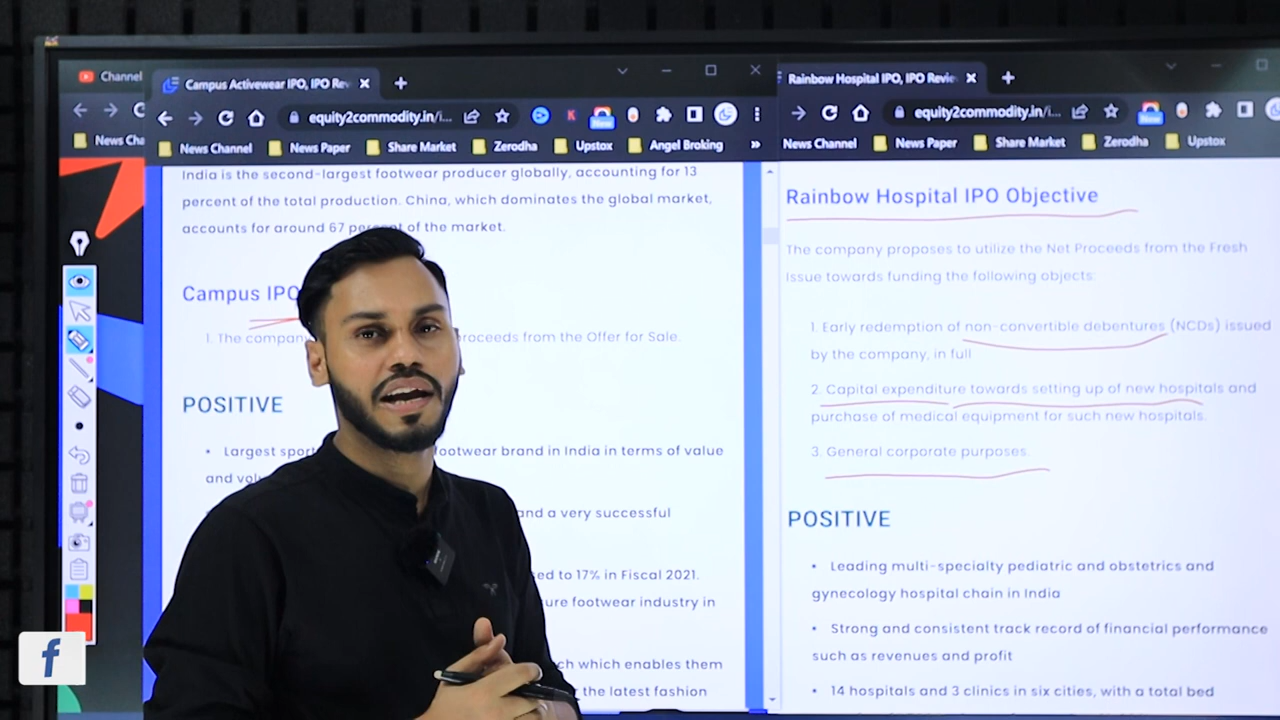 Channel
Campus Activewear IPO, IPO Rev
equity2commodity.in/i...
New
News Cha
News Channel
News Paper
Share Market
Zerodha
Upstox
Angel Broking
»
India is the second-largest footwear producer globally, accounting for 13
percent of the total production. China, which dominates the global market,
accounts for around 67 percent of the market.
Campus IPO
1. The company proceeds from the Offer for Sale.
POSITIVE
• Largest sport footwear brand in India in terms of value
and volu
and a very successful
sed to 17% in Fiscal 2021.
ure footwear industry in
ch which enables them
the latest fashion
Rainbow Hospital IPO, IPO Revie
equity2commodity.in/i...
New
News Channel
News Paper
Share Market
Zerodha
Upstox
Rainbow Hospital IPO Objective
The company proposes to utilize the Net Proceeds from the Fresh
Issue towards funding the following objects:
1. Early redemption of non-convertible debentures (NCDs) issued
by the company, in full
2. Capital expenditure towards setting up of new hospitals and
purchase of medical equipment for such new hospitals.
3. General corporate purposes.
POSITIVE
• Leading multi-specialty pediatric and obstetrics and
gynecology hospital chain in India
• Strong and consistent track record of financial performance
such as revenues and profit
• 14 hospitals and 3 clinics in six cities, with a total bed
f